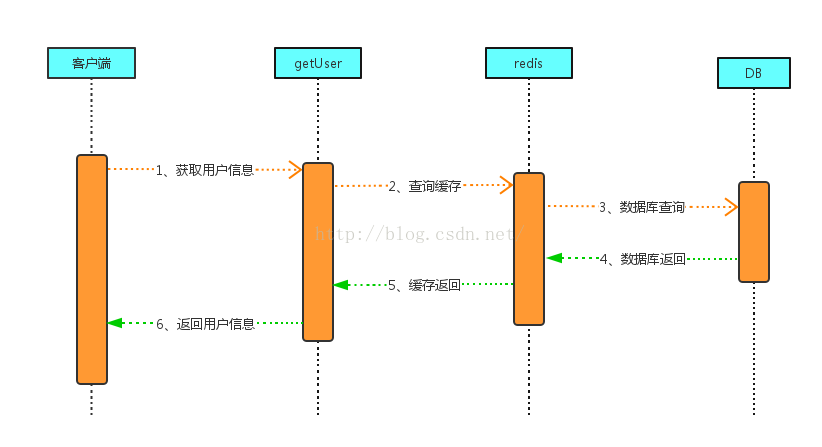 客户端
getUser
redis
DB
1、获取用户信息
2、查询缓存
3、数据库查询
http://blog.csdn.net/
4、数据库返回
5、缓存返回
6、返回用户信息